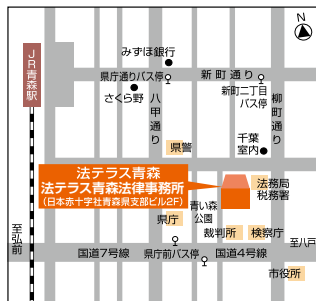 N
みずほ銀行
JR青森駅
県庁通りバス停
新町通り
さくら野
八甲通り
新町二丁目
バス停
柳町通り
千葉
室内
県警
法テラス青森
法テラス青森法律事務所
(日本赤十字社青森県支部ビル2F)
法務局
税務署
青い森
公園
県庁
裁判所
検察庁
至弘前
至八戸
国道7号線
県庁前バス停
国道4号線
市役所